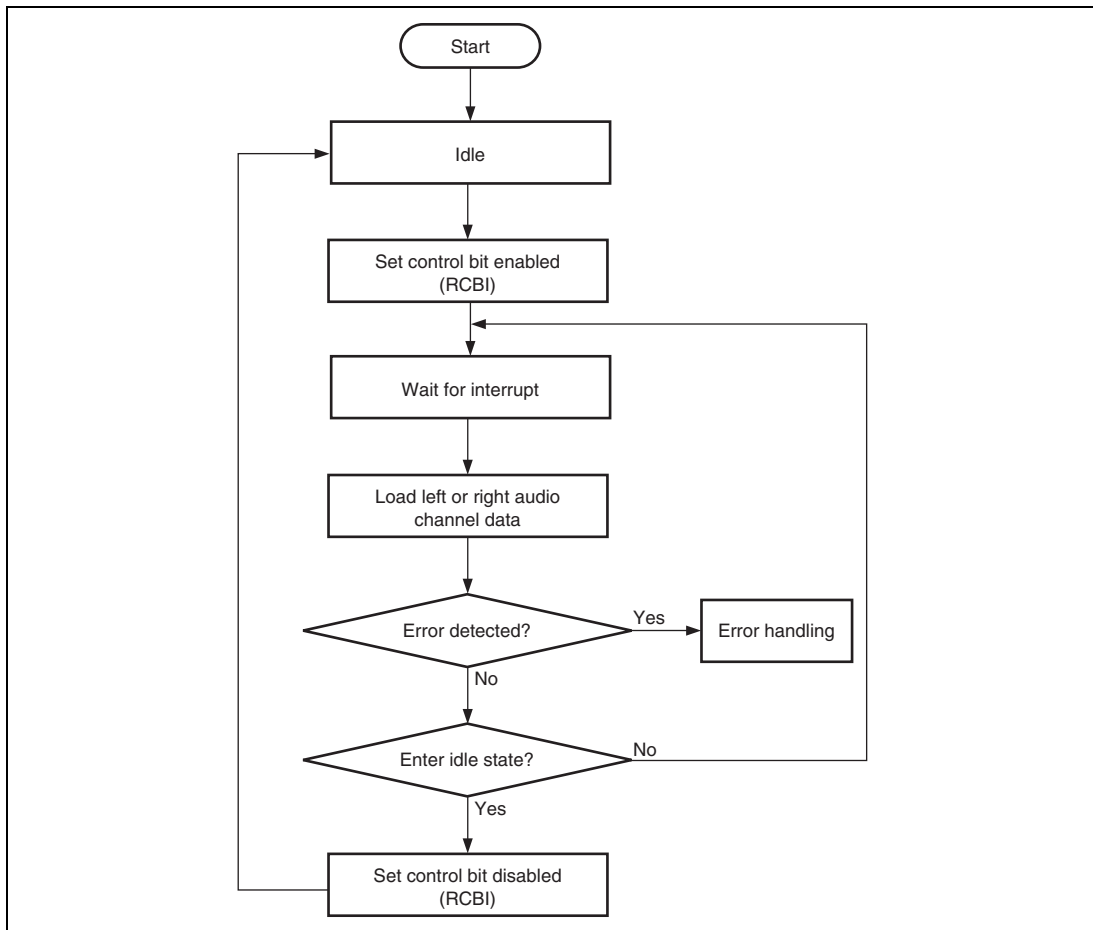 Start
Idle
Set control bit enabled
(RCBI)
Wait for interrupt
Load left or right audio
channel data
Error detected?
Yes
Error handling
No
Enter idle state?
No
Yes
Set control bit disabled
(RCBI)